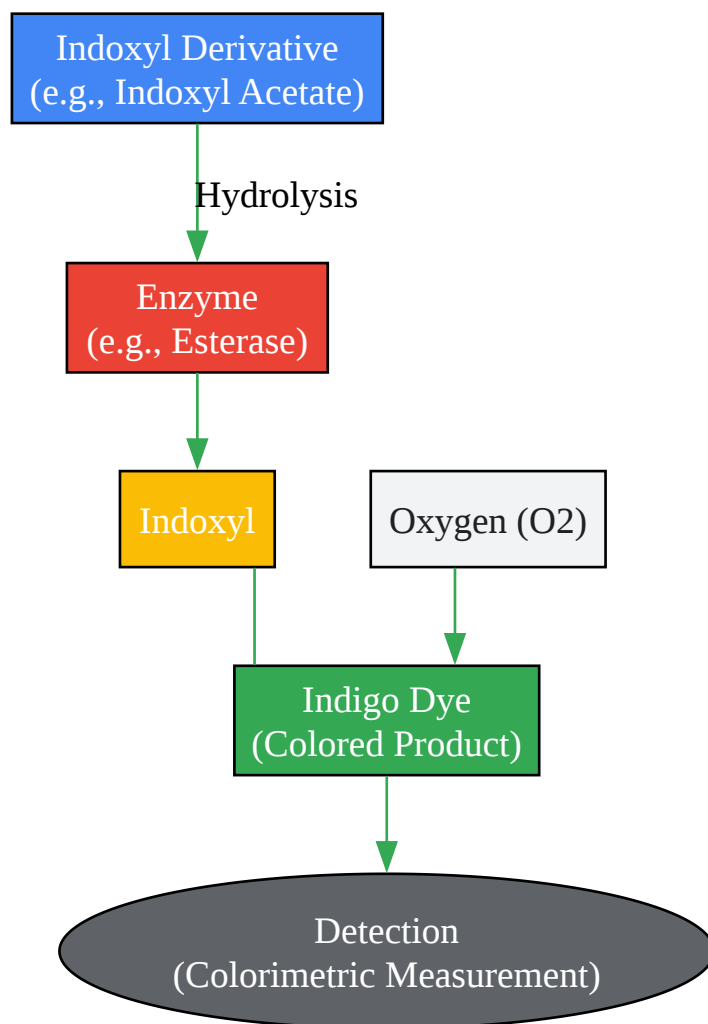 Indoxyl Derivative
(e.g., Indoxyl Acetate)
Hydrolysis
Enzyme
(e.g., Esterase)
Indoxyl
Oxygen (O2)
Indigo Dye
(Colored Product)
Detection
(Colorimetric Measurement)